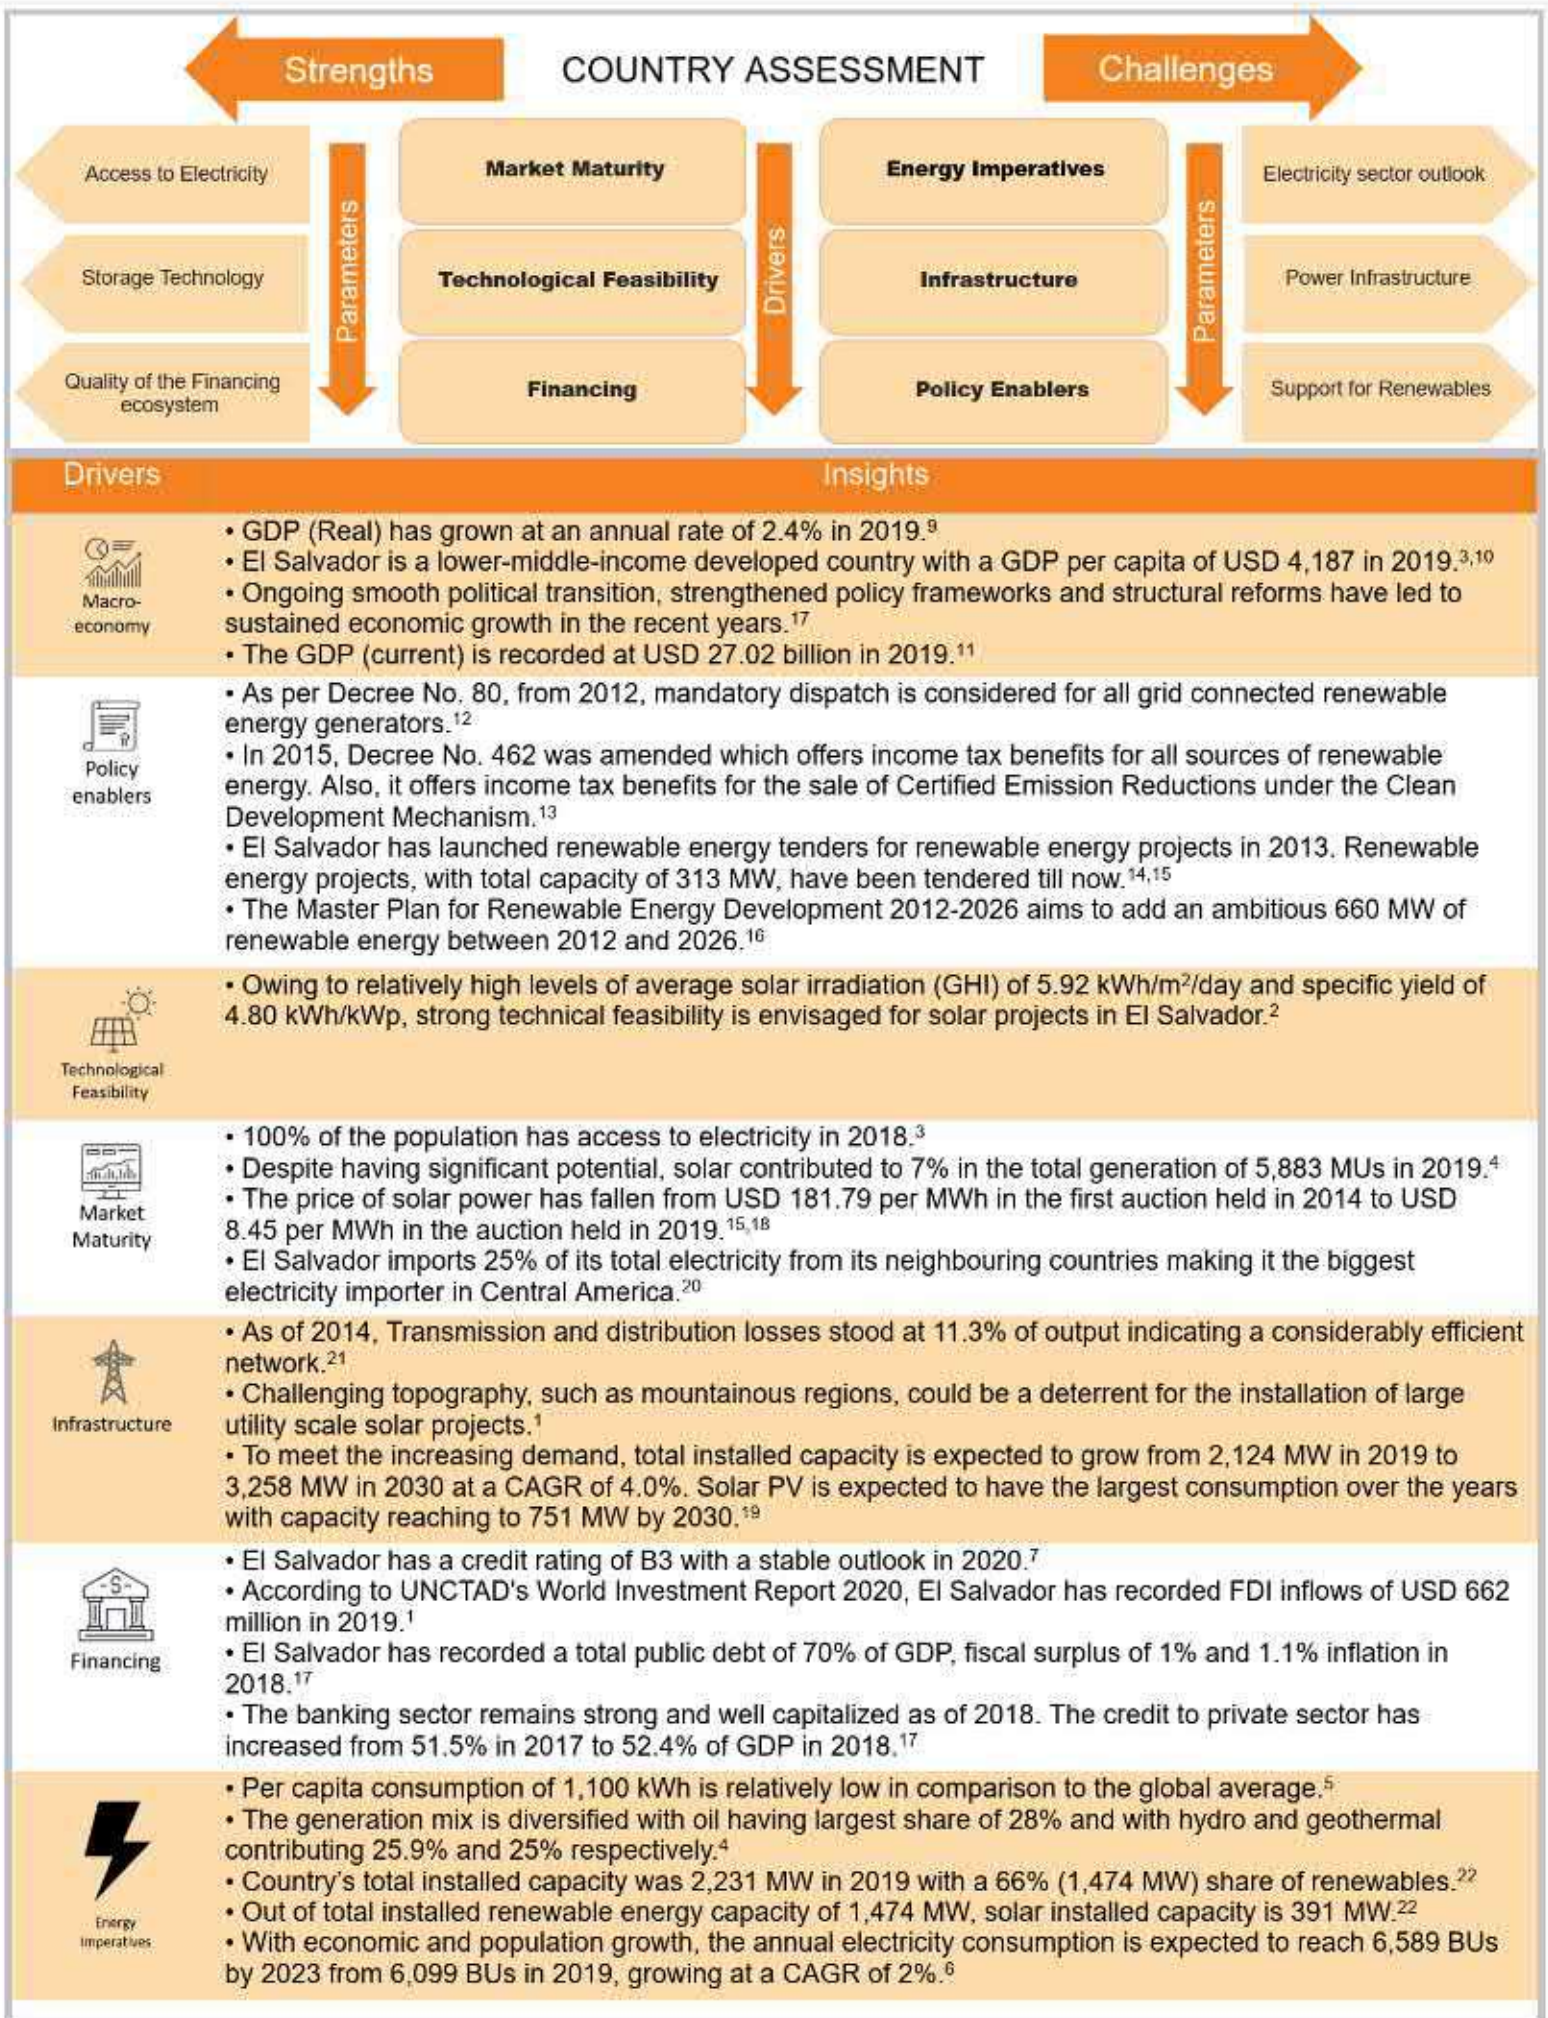 Strengths
COUNTRY ASSESSMENT
Challenges
Access to Electricity
Storage Technology
Quality of the Financing
ecosystem
Parameters
Market Maturity
Technological Feasibility
Financing
Drivers
Energy Imperatives
Infrastructure
Policy Enablers
Parameters
Electricity sector outlook
Power Infrastructure
Support for Renewables
Drivers
Insights
Macro-
economy
• GDP (Real) has grown at an annual rate of 2.4% in 2019.⁹
• El Salvador is a lower-middle-income developed country with a GDP per capita of USD 4,187 in 2019.³,¹⁰
• Ongoing smooth political transition, strengthened policy frameworks and structural reforms have led to
sustained economic growth in the recent years.¹⁷
• The GDP (current) is recorded at USD 27.02 billion in 2019.¹¹
Policy
enablers
• As per Decree No. 80, from 2012, mandatory dispatch is considered for all grid connected renewable
energy generators.¹²
• In 2015, Decree No. 462 was amended which offers income tax benefits for all sources of renewable
energy. Also, it offers income tax benefits for the sale of Certified Emission Reductions under the Clean
Development Mechanism.¹³
• El Salvador has launched renewable energy tenders for renewable energy projects in 2013. Renewable
energy projects, with total capacity of 313 MW, have been tendered till now.¹⁴,¹⁵
• The Master Plan for Renewable Energy Development 2012-2026 aims to add an ambitious 660 MW of
renewable energy between 2012 and 2026.¹⁶
Technological
Feasibility
• Owing to relatively high levels of average solar irradiation (GHI) of 5.92 kWh/m²/day and specific yield of
4.80 kWh/kWp, strong technical feasibility is envisaged for solar projects in El Salvador.²
Market
Maturity
• 100% of the population has access to electricity in 2018.³
• Despite having significant potential, solar contributed to 7% in the total generation of 5,883 MUs in 2019.⁴
• The price of solar power has fallen from USD 181.79 per MWh in the first auction held in 2014 to USD
8.45 per MWh in the auction held in 2019.¹⁵,¹⁸
• El Salvador imports 25% of its total electricity from its neighbouring countries making it the biggest
electricity importer in Central America.²⁰
Infrastructure
• As of 2014, Transmission and distribution losses stood at 11.3% of output indicating a considerably efficient
network.²¹
• Challenging topography, such as mountainous regions, could be a deterrent for the installation of large
utility scale solar projects.¹
• To meet the increasing demand, total installed capacity is expected to grow from 2,124 MW in 2019 to
3,258 MW in 2030 at a CAGR of 4.0%. Solar PV is expected to have the largest consumption over the years
with capacity reaching to 751 MW by 2030.¹⁹
-S-
Financing
• El Salvador has a credit rating of B3 with a stable outlook in 2020.⁷
• According to UNCTAD's World Investment Report 2020, El Salvador has recorded FDI inflows of USD 662
million in 2019.¹
• El Salvador has recorded a total public debt of 70% of GDP, fiscal surplus of 1% and 1.1% inflation in
2018.¹⁷
• The banking sector remains strong and well capitalized as of 2018. The credit to private sector has
increased from 51.5% in 2017 to 52.4% of GDP in 2018.¹⁷
Energy
Imperatives
• Per capita consumption of 1,100 kWh is relatively low in comparison to the global average.⁵
• The generation mix is diversified with oil having largest share of 28% and with hydro and geothermal
contributing 25.9% and 25% respectively.⁴
• Country's total installed capacity was 2,231 MW in 2019 with a 66% (1,474 MW) share of renewables.²²
• Out of total installed renewable energy capacity of 1,474 MW, solar installed capacity is 391 MW.²²
• With economic and population growth, the annual electricity consumption is expected to reach 6,589 BUs
by 2023 from 6,099 BUs in 2019, growing at a CAGR of 2%.⁶